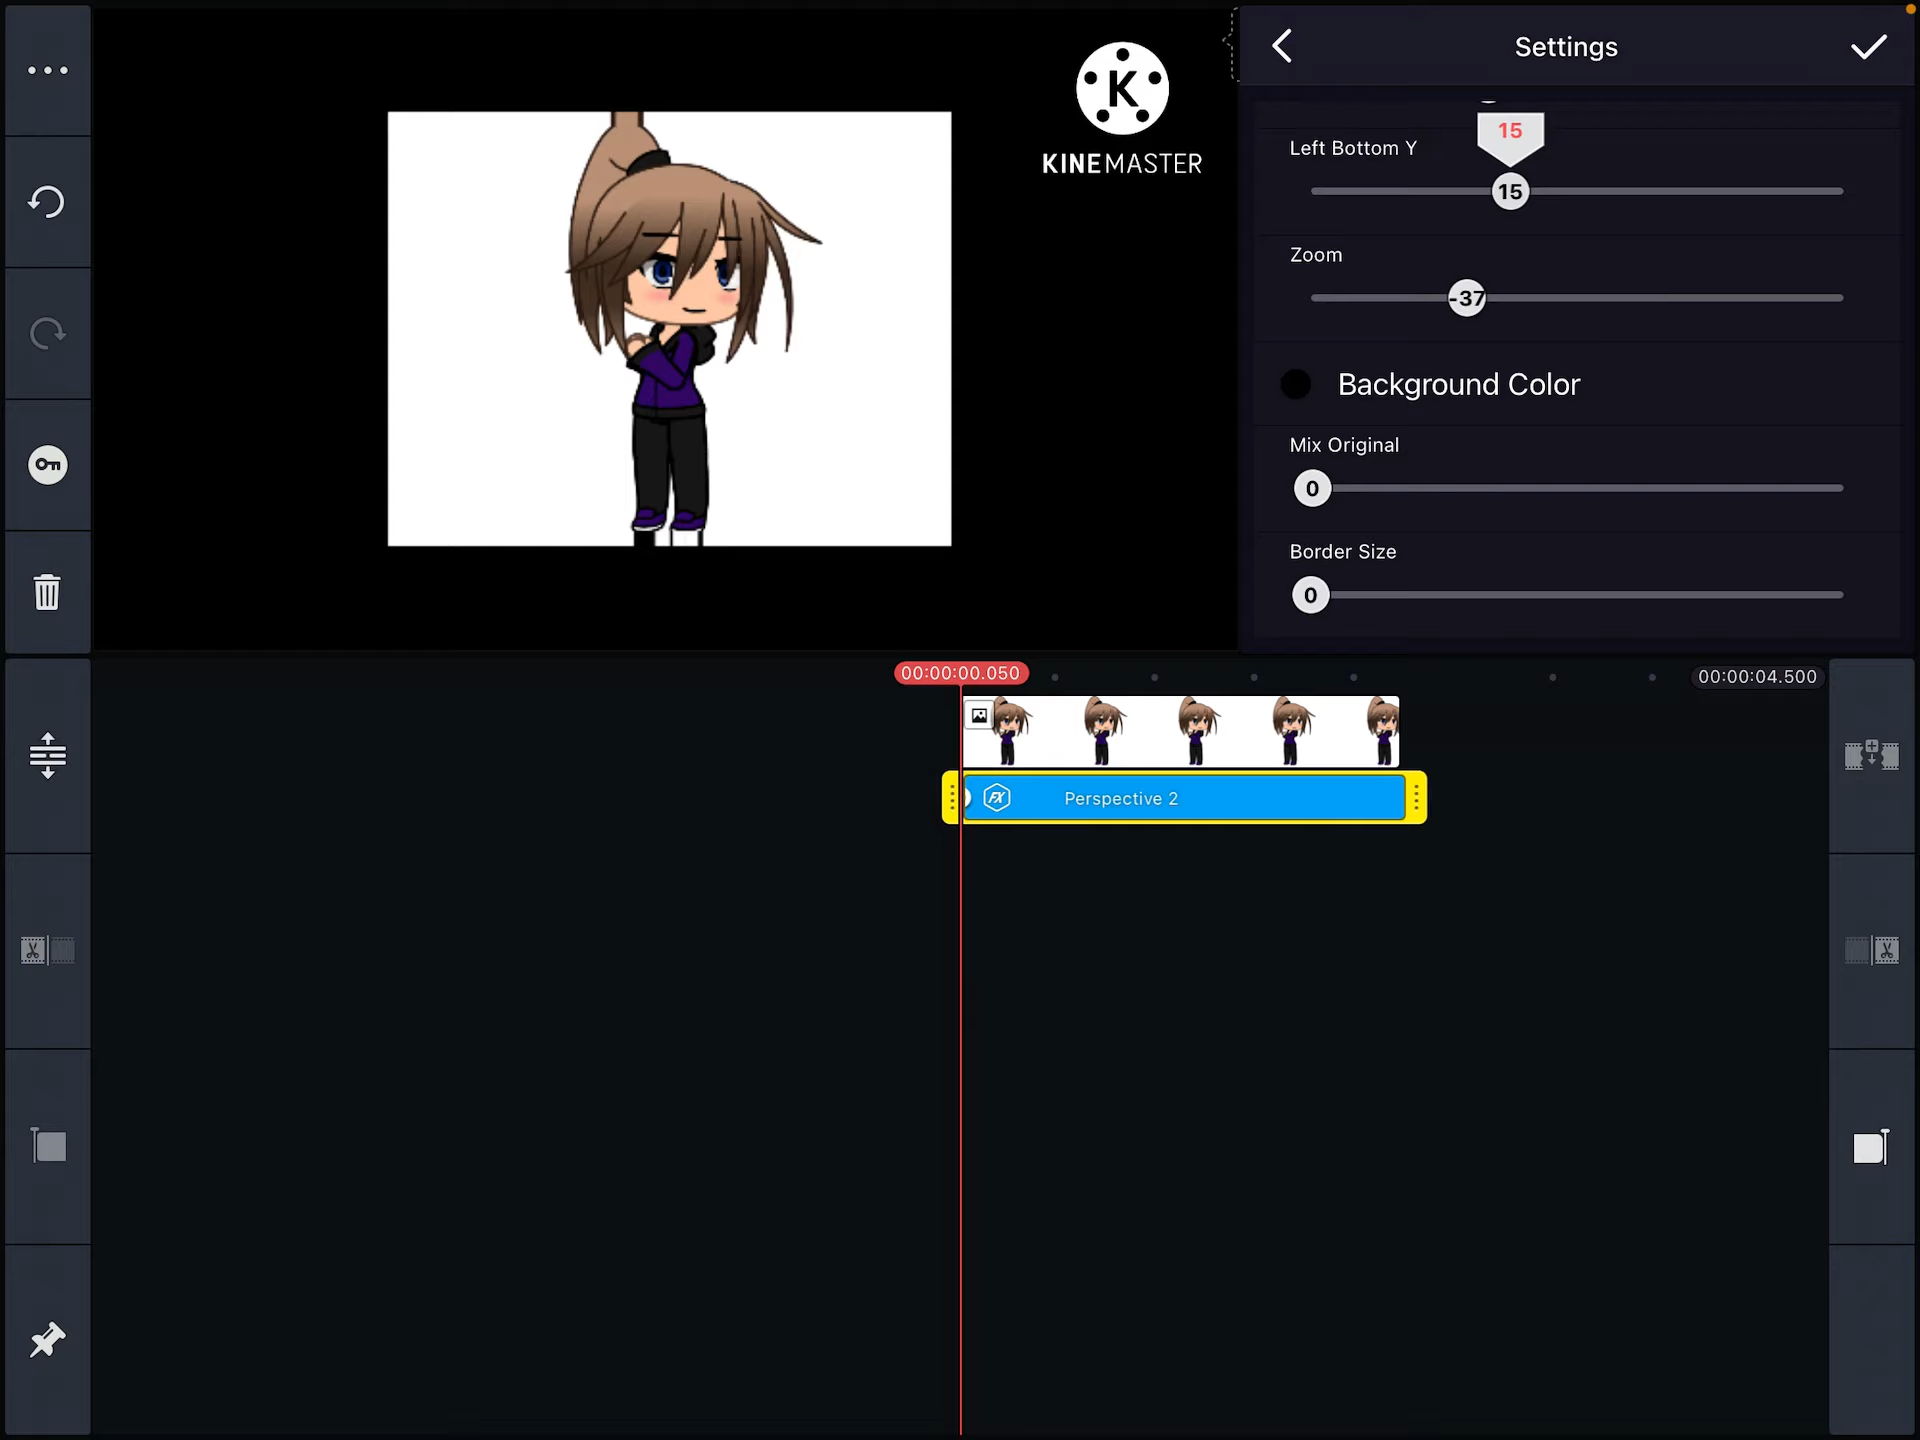 K
KINEMASTER
Settings
15
Left Bottom Y
15
Zoom
-37
Background Color
Mix Original
0
Border Size
0
00:00:00.050
00:00:04.500
FX
Perspective 2